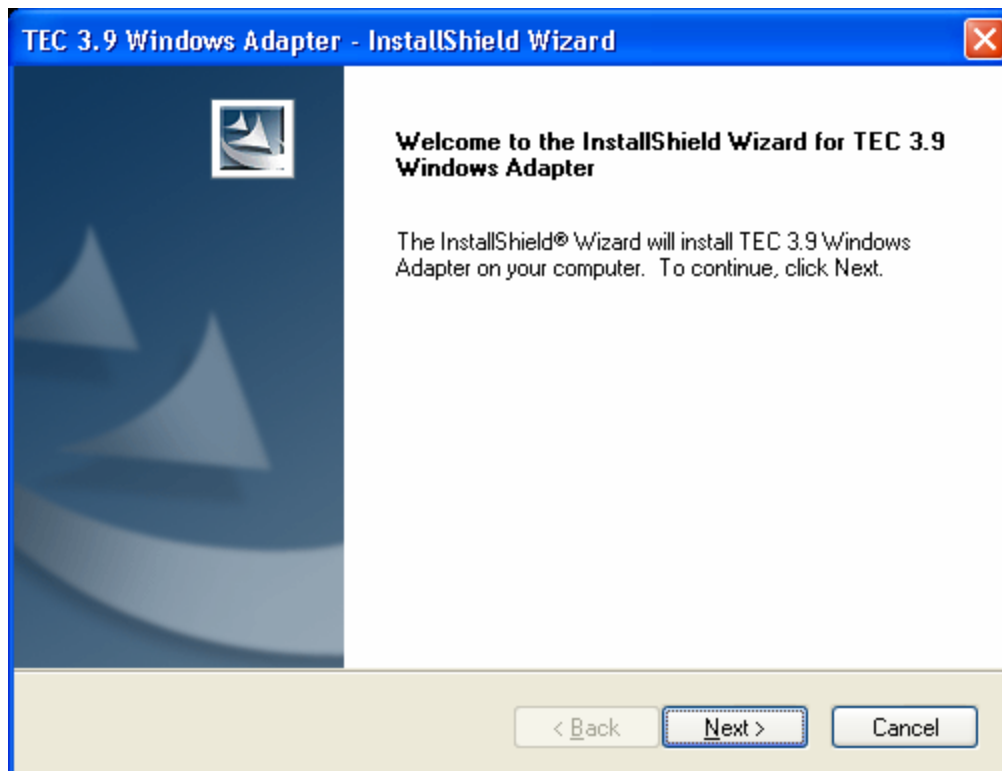 TEC 3.9 Windows Adapter - InstallShield Wizard
Welcome to the InstallShield Wizard for TEC 3.9
Windows Adapter
The InstallShield® Wizard will install TEC 3.9 Windows
Adapter on your computer.  To continue, click Next.
< Back
Next >
Cancel